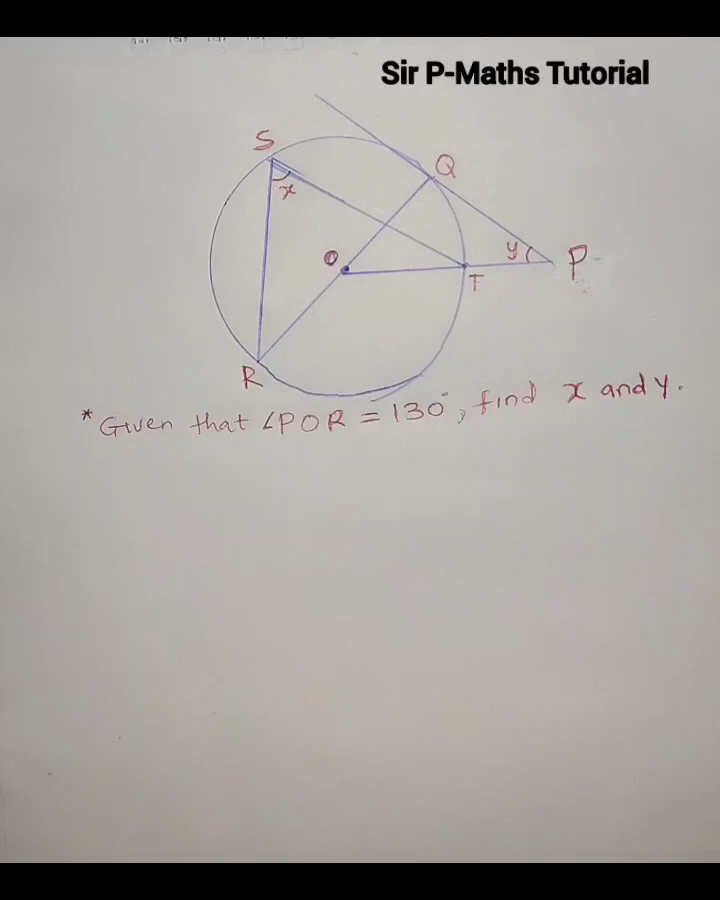 Sir P-Maths Tutorial
S
Q
x
O
y
P
T
R
* Given that ∠POR = 130°, find x and y.